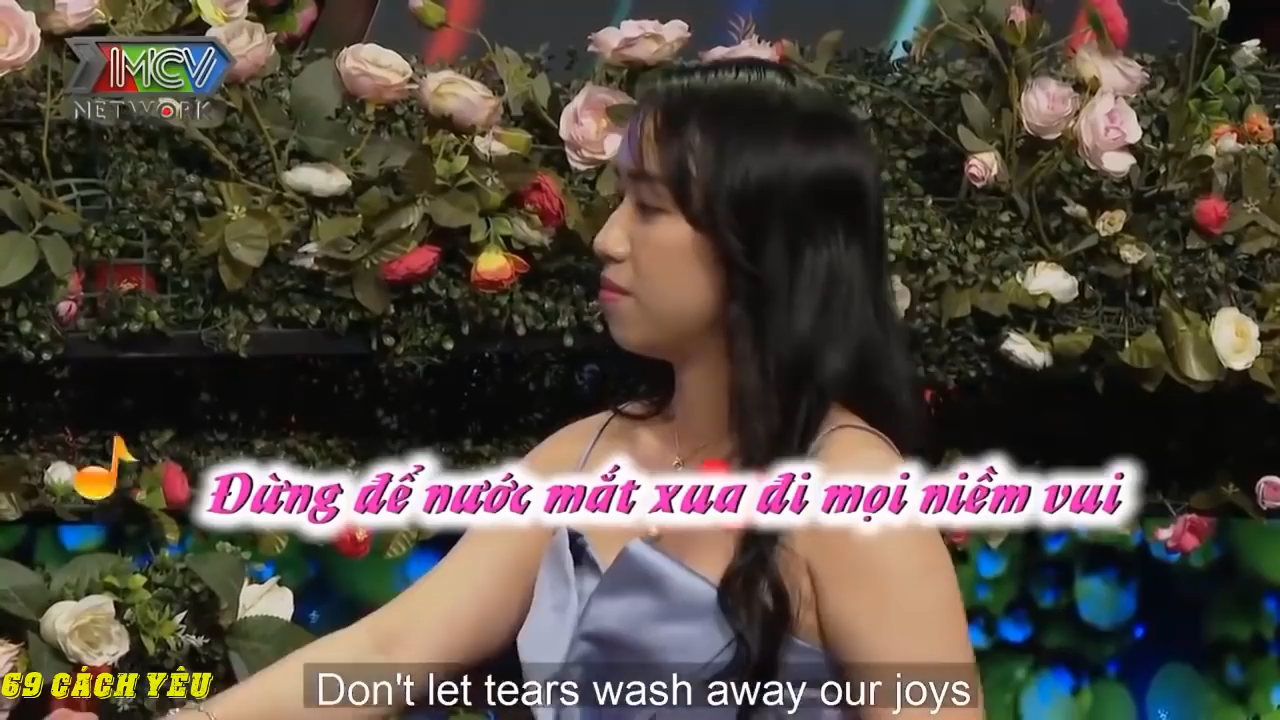 MCV
NETWORK
Đừng để nước mắt xua đi mọi niềm vui
69 CÁCH YÊU
Don't let tears wash away our joys